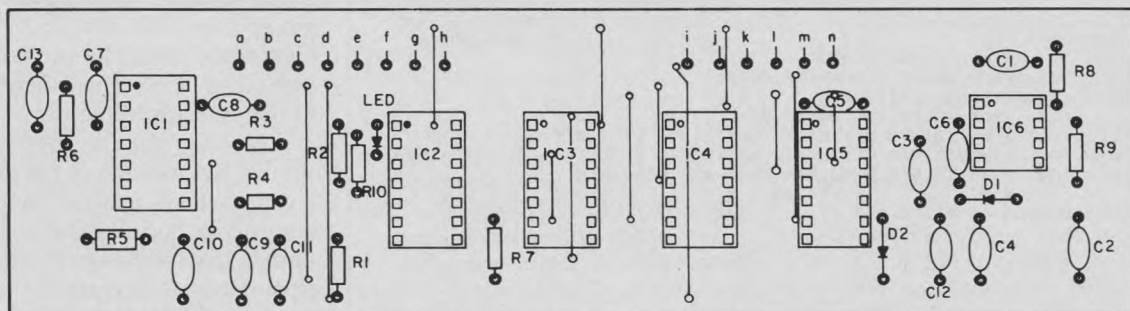 a b c d e f g h i j k l m n
C13 C7 C1 R8
LED
IC1 C8 C5
R6 R3 R2 IC2 IC3 IC4 IC5 C3 C6 IC6 R9
R4 R10 D1
R5 C10 C9 C11 R1 R7 D2 C4 C2
C12